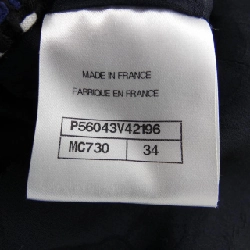 MADE IN FRANCE
FABRIQUE EN FRANCE
P56043V42196
MC730 34